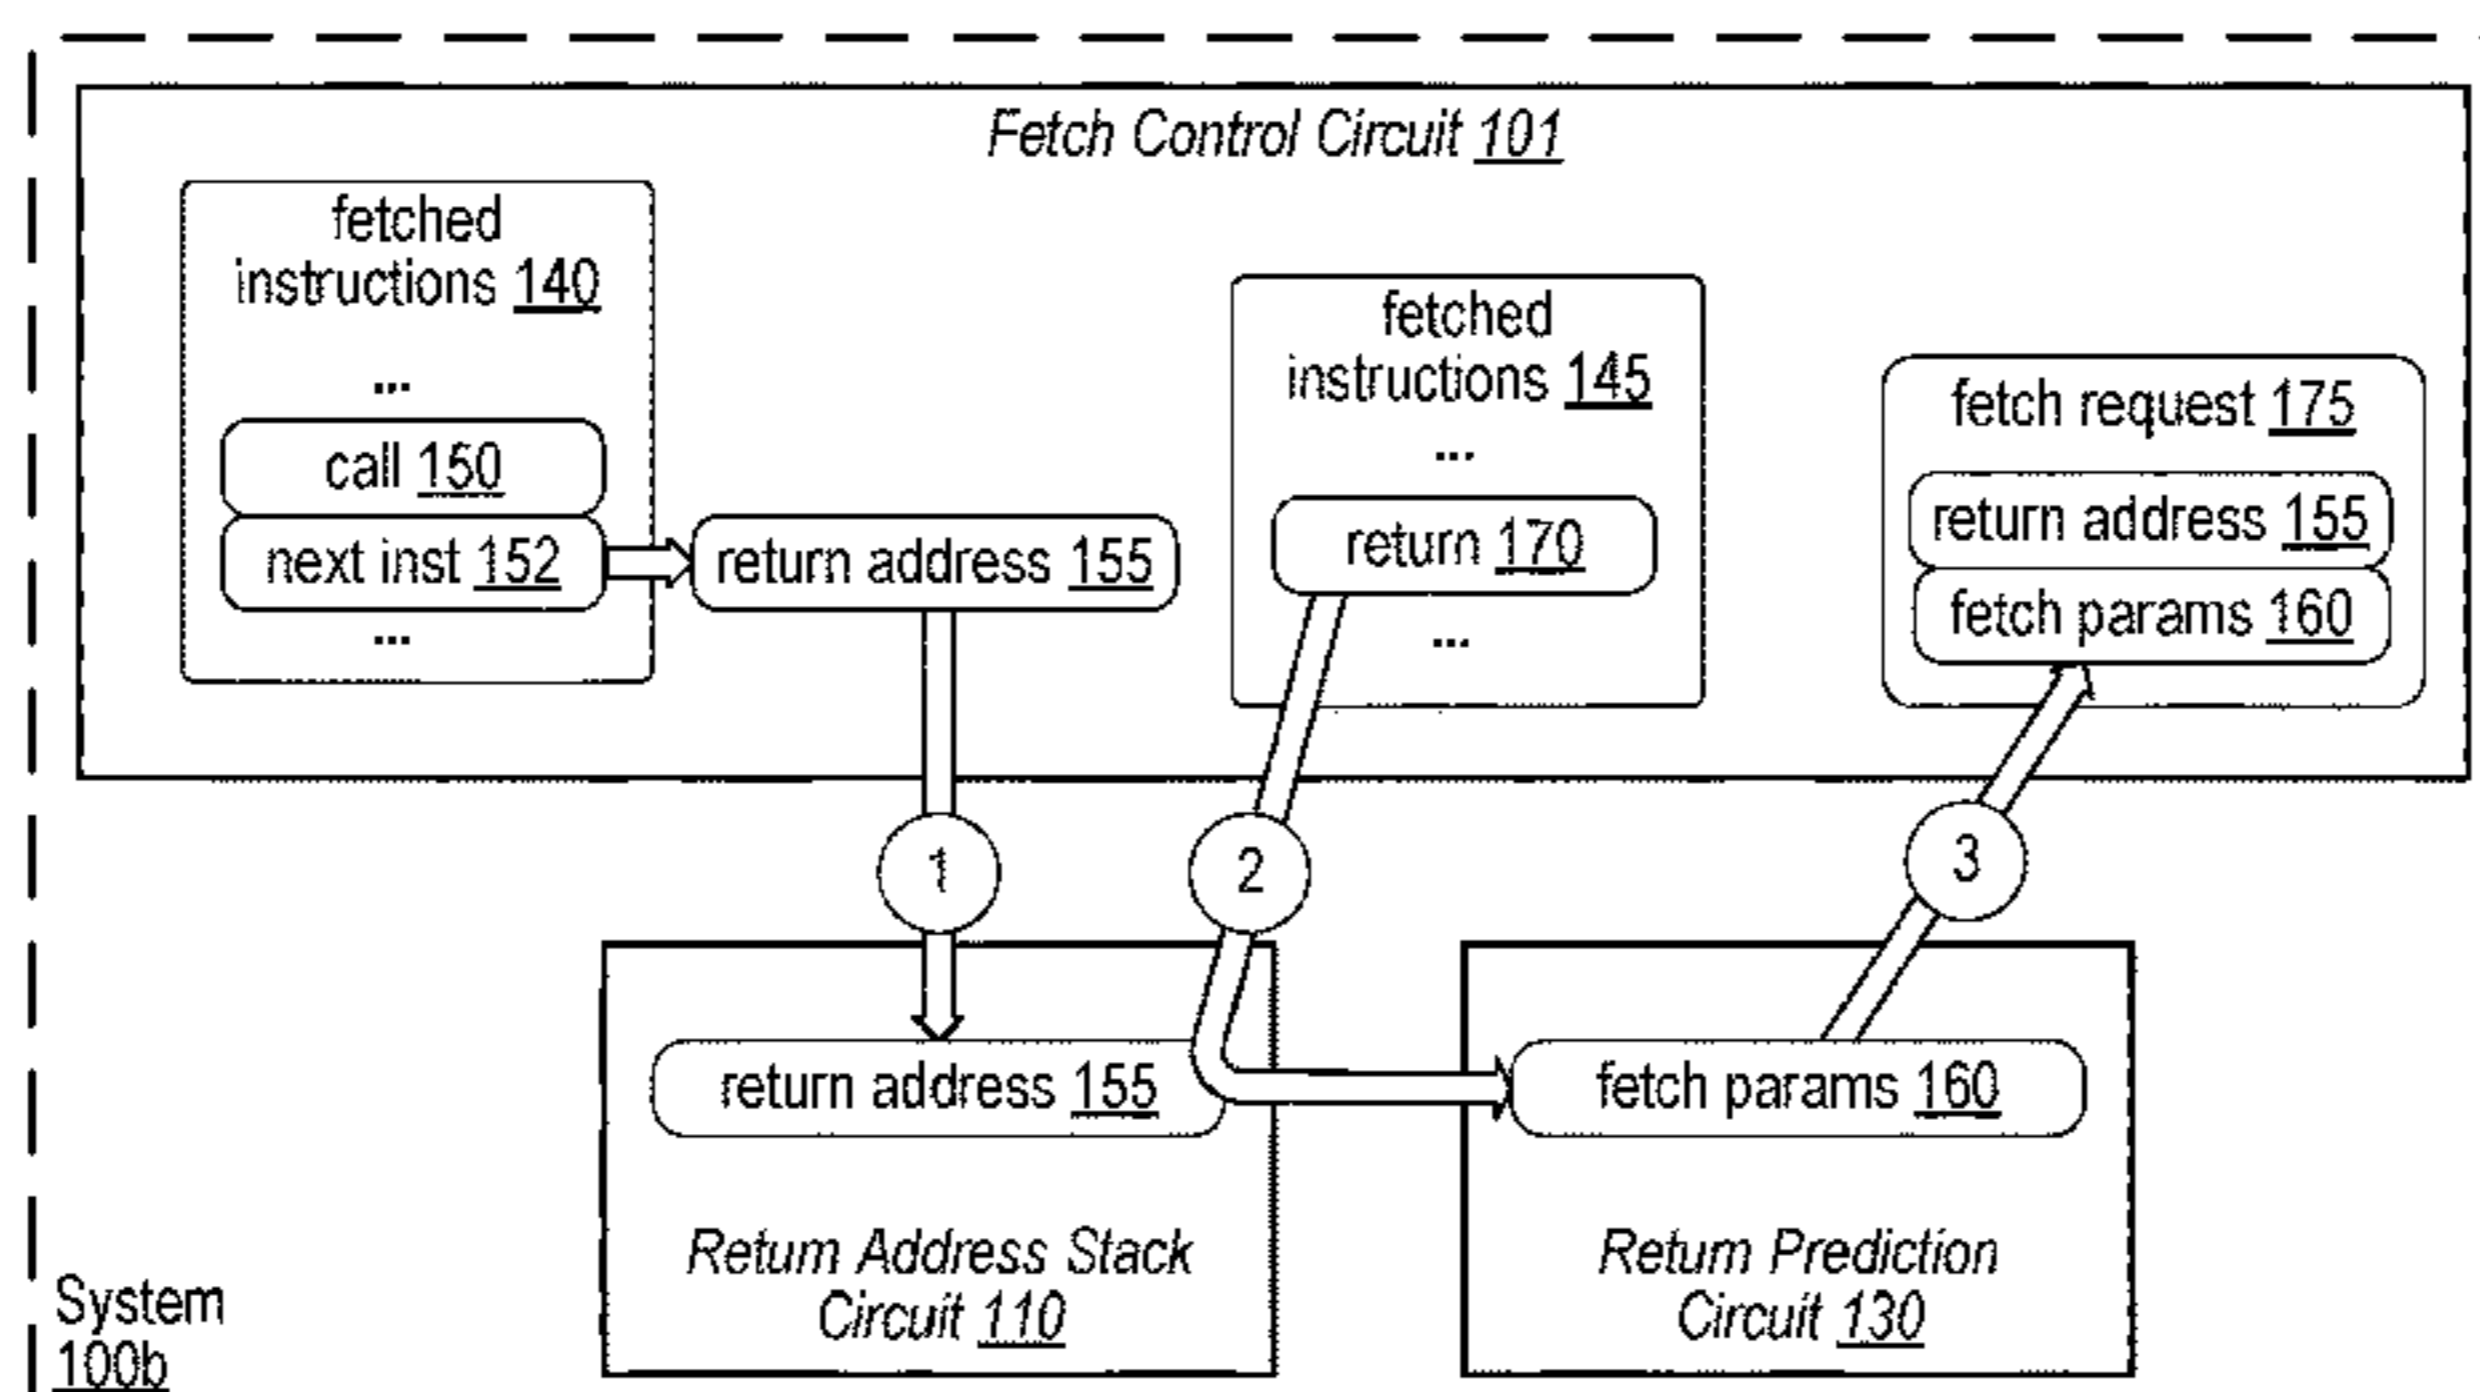 Fetch Control Circuit 101
fetched
instructions 140
...
call 150
next inst 152
...
return address 155
fetched
instructions 145
...
return 170
...
fetch request 175
return address 155
fetch params 160
1
2
3
return address 155
Return Address Stack
Circuit 110
fetch params 160
Return Prediction
Circuit 130
System
100b